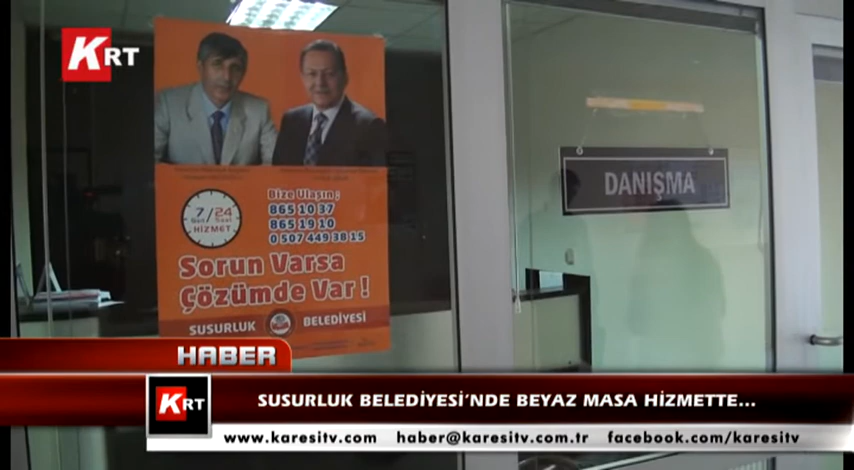 KRT
DANIŞMA
Bize Ulaşın ;
7/24
Gün Saat
HİZMET
865 10 37
865 19 10
0 507 449 38 15
Sorun Varsa
Çözümde Var !
SUSURLUK BELEDİYESİ
HABER
KRT
SUSURLUK BELEDİYESİ'NDE BEYAZ MASA HİZMETTE...
www.karesitv.com haber@karesitv.com.tr facebook.com/karesitv